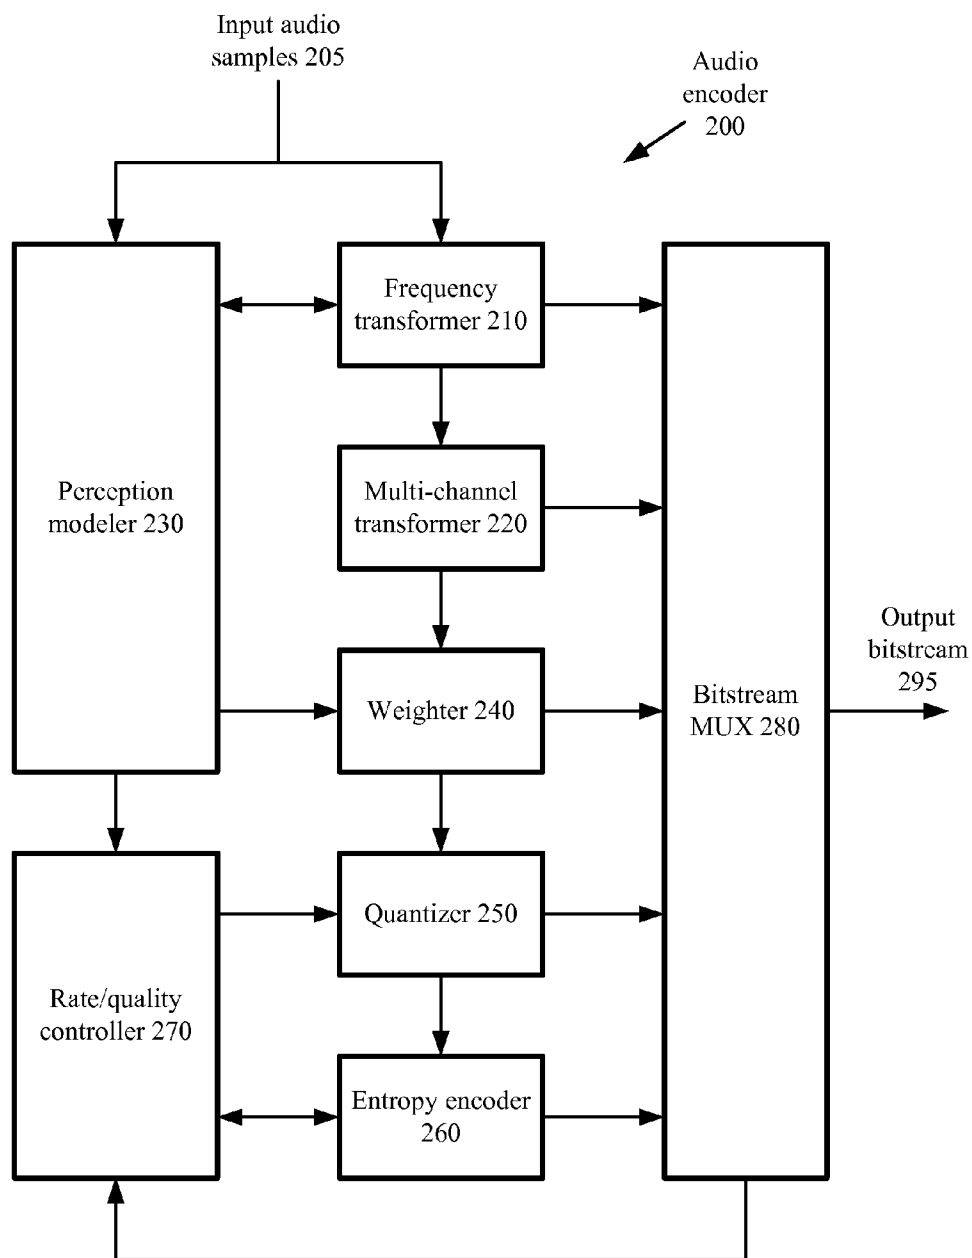 Input audio
samples 205
Audio
encoder
200
Frequency
transformer 210
Perception
modeler 230
Multi-channel
transformer 220
Weighter 240
Bitstream
MUX 280
Output
bitstream
295
Quantizer 250
Rate/quality
controller 270
Entropy encoder
260